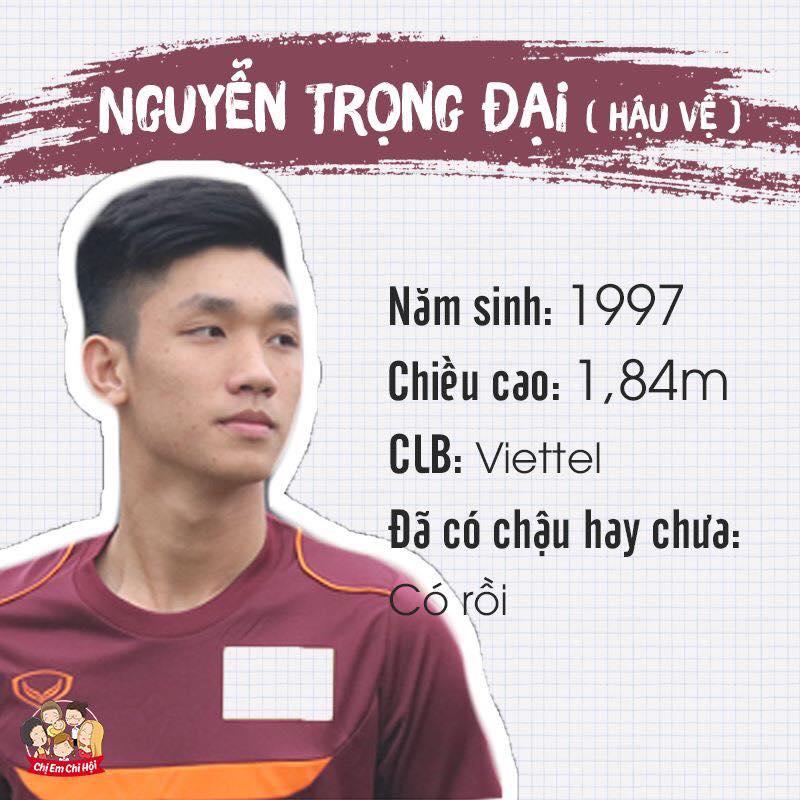 NGUYỄN TRỌNG ĐẠI ( HẬU VỆ )
Năm sinh: 1997
Chiều cao: 1,84m
CLB: Viettel
Đã có chậu hay chưa:
Có rồi
Chị Em Chi Hội